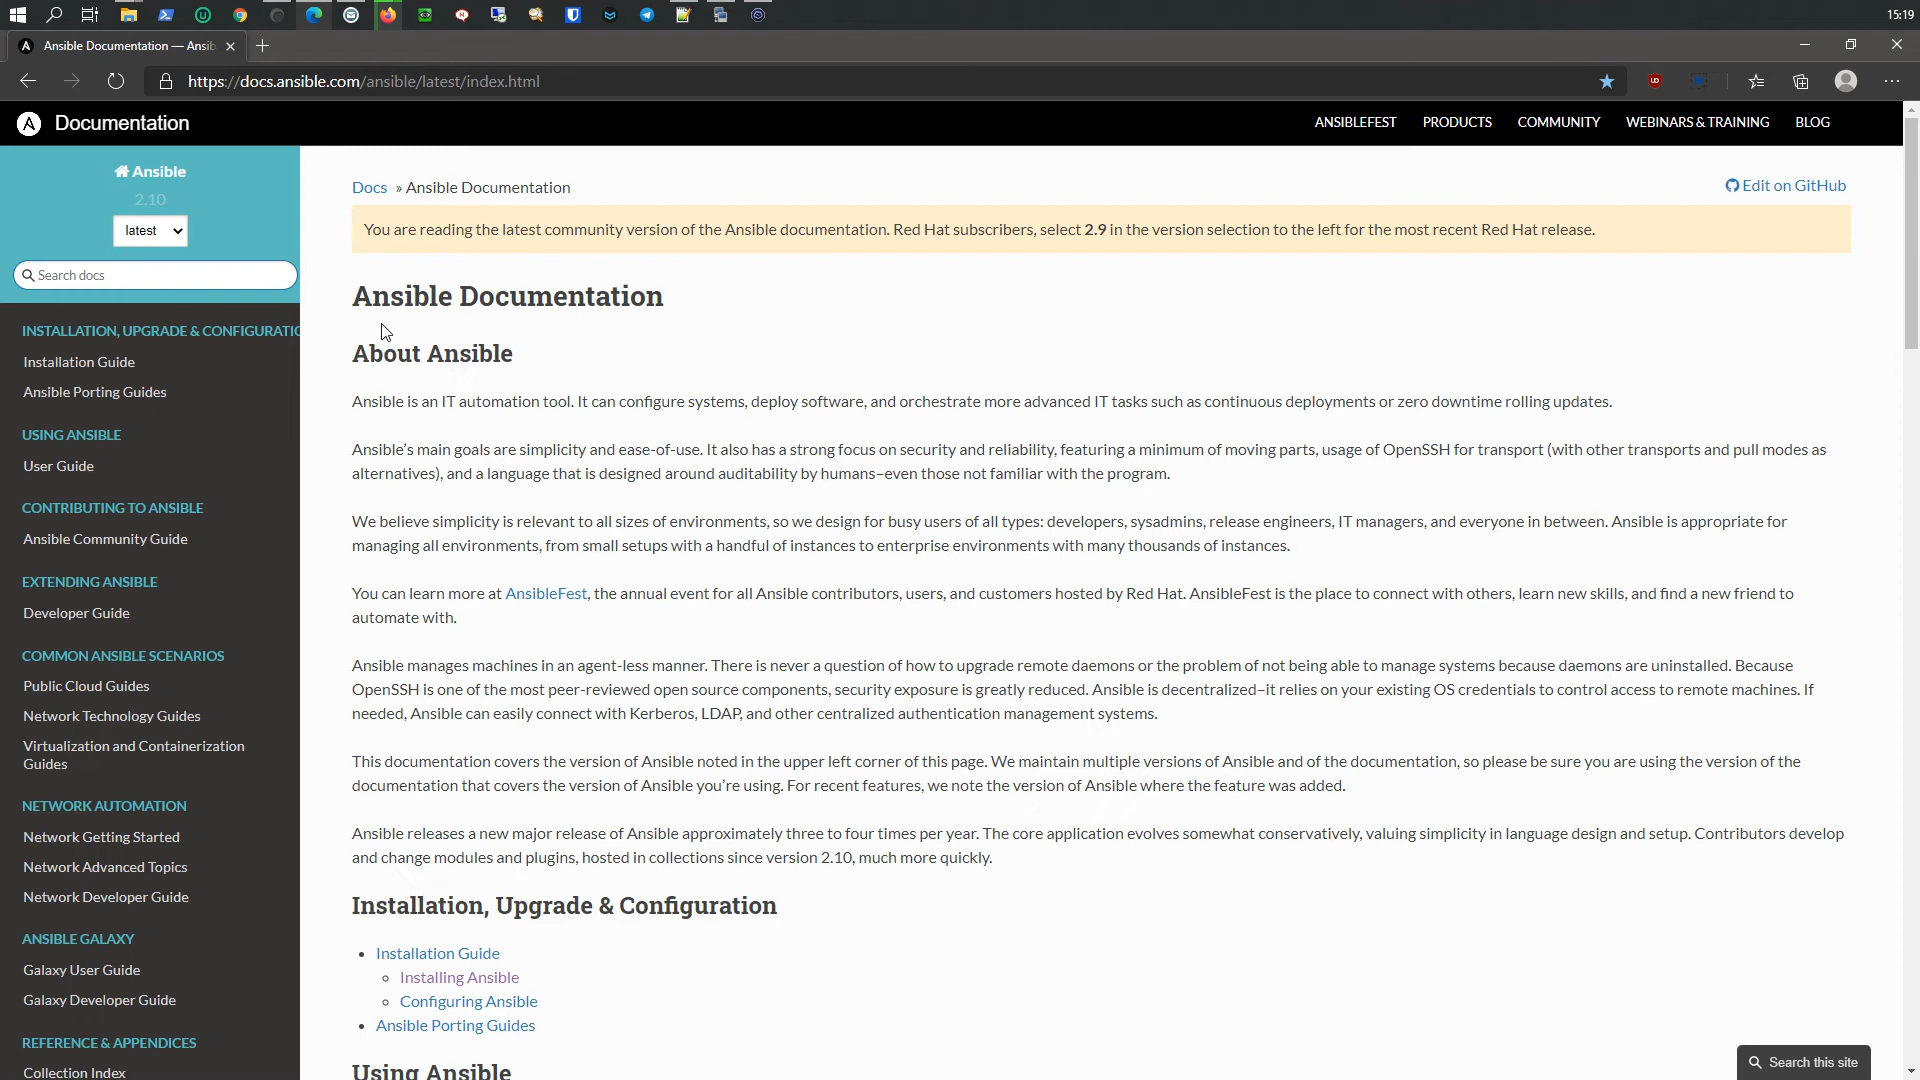 15:19
Ansible Documentation — Ansib
https://docs.ansible.com/ansible/latest/index.html
Documentation
ANSIBLEFEST
PRODUCTS
COMMUNITY
WEBINARS & TRAINING
BLOG
Ansible
2.10
latest
Search docs
INSTALLATION, UPGRADE & CONFIGURATIO
Installation Guide
Ansible Porting Guides
USING ANSIBLE
User Guide
CONTRIBUTING TO ANSIBLE
Ansible Community Guide
EXTENDING ANSIBLE
Developer Guide
COMMON ANSIBLE SCENARIOS
Public Cloud Guides
Network Technology Guides
Virtualization and Containerization
Guides
NETWORK AUTOMATION
Network Getting Started
Network Advanced Topics
Network Developer Guide
ANSIBLE GALAXY
Galaxy User Guide
Galaxy Developer Guide
REFERENCE & APPENDICES
Collection Index
Docs » Ansible Documentation
Edit on GitHub
You are reading the latest community version of the Ansible documentation. Red Hat subscribers, select 2.9 in the version selection to the left for the most recent Red Hat release.
Ansible Documentation
About Ansible
Ansible is an IT automation tool. It can configure systems, deploy software, and orchestrate more advanced IT tasks such as continuous deployments or zero downtime rolling updates.
Ansible's main goals are simplicity and ease-of-use. It also has a strong focus on security and reliability, featuring a minimum of moving parts, usage of OpenSSH for transport (with other transports and pull modes as
alternatives), and a language that is designed around auditability by humans–even those not familiar with the program.
We believe simplicity is relevant to all sizes of environments, so we design for busy users of all types: developers, sysadmins, release engineers, IT managers, and everyone in between. Ansible is appropriate for
managing all environments, from small setups with a handful of instances to enterprise environments with many thousands of instances.
You can learn more at AnsibleFest, the annual event for all Ansible contributors, users, and customers hosted by Red Hat. AnsibleFest is the place to connect with others, learn new skills, and find a new friend to
automate with.
Ansible manages machines in an agent-less manner. There is never a question of how to upgrade remote daemons or the problem of not being able to manage systems because daemons are uninstalled. Because
OpenSSH is one of the most peer-reviewed open source components, security exposure is greatly reduced. Ansible is decentralized–it relies on your existing OS credentials to control access to remote machines. If
needed, Ansible can easily connect with Kerberos, LDAP, and other centralized authentication management systems.
This documentation covers the version of Ansible noted in the upper left corner of this page. We maintain multiple versions of Ansible and of the documentation, so please be sure you are using the version of the
documentation that covers the version of Ansible you're using. For recent features, we note the version of Ansible where the feature was added.
Ansible releases a new major release of Ansible approximately three to four times per year. The core application evolves somewhat conservatively, valuing simplicity in language design and setup. Contributors develop
and change modules and plugins, hosted in collections since version 2.10, much more quickly.
Installation, Upgrade & Configuration
Installation Guide
Installing Ansible
Configuring Ansible
Ansible Porting Guides
Using Ansible
Search this site